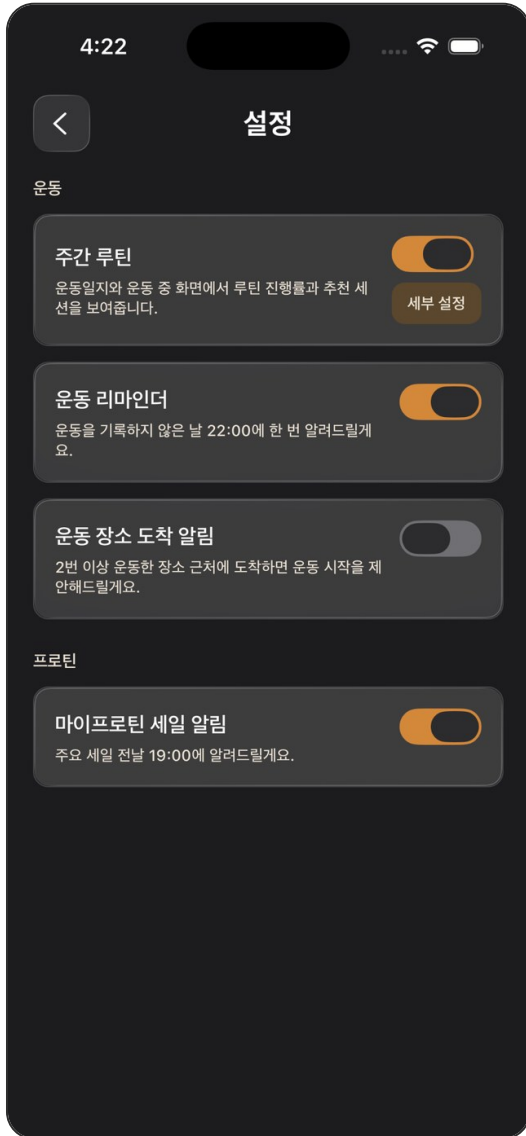 4:22
설정
운동
주간 루틴
운동일지와 운동 중 화면에서 루틴 진행률과 추천 세
션을 보여줍니다.
세부 설정
운동 리마인더
운동을 기록하지 않은 날 22:00에 한 번 알려드릴게
요.
운동 장소 도착 알림
2번 이상 운동한 장소 근처에 도착하면 운동 시작을 제
안해드릴게요.
프로틴
마이프로틴 세일 알림
주요 세일 전날 19:00에 알려드릴게요.